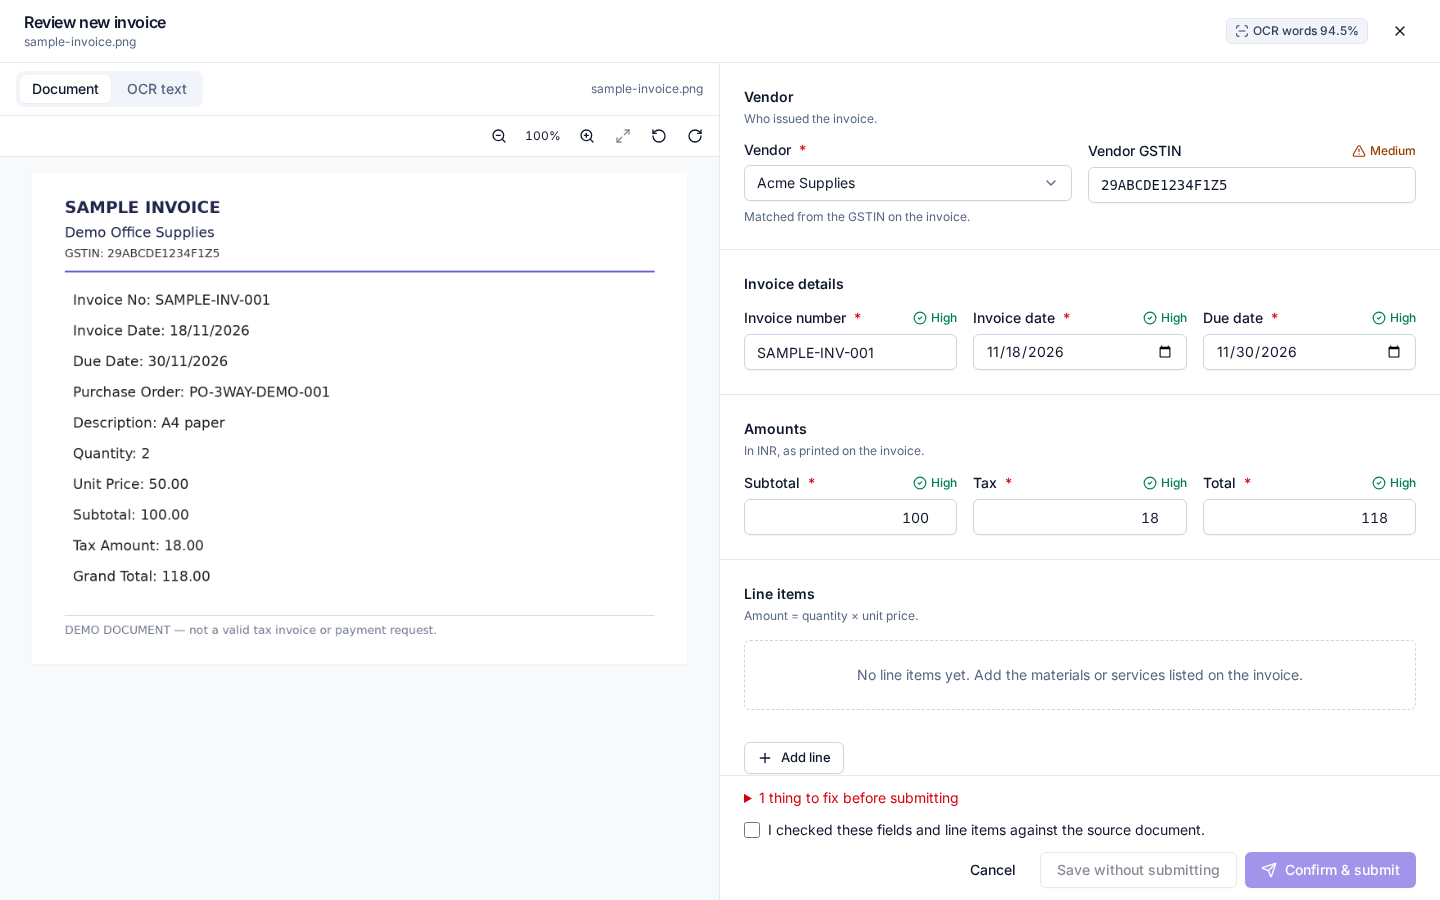 Review new invoice
sample-invoice.png
OCR words 94.5%
Document
OCR text
sample-invoice.png
100%
SAMPLE INVOICE
Demo Office Supplies
GSTIN: 29ABCDE1234F1Z5
Invoice No: SAMPLE-INV-001
Invoice Date: 18/11/2026
Due Date: 30/11/2026
Purchase Order: PO-3WAY-DEMO-001
Description: A4 paper
Quantity: 2
Unit Price: 50.00
Subtotal: 100.00
Tax Amount: 18.00
Grand Total: 118.00
DEMO DOCUMENT — not a valid tax invoice or payment request.
Vendor
Who issued the invoice.
Vendor *
Acme Supplies
Matched from the GSTIN on the invoice.
Vendor GSTIN
Medium
29ABCDE1234F1Z5
Invoice details
Invoice number * High
SAMPLE-INV-001
Invoice date * High
11/18/2026
Due date * High
11/30/2026
Amounts
In INR, as printed on the invoice.
Subtotal * High
100
Tax * High
18
Total * High
118
Line items
Amount = quantity × unit price.
No line items yet. Add the materials or services listed on the invoice.
Add line
1 thing to fix before submitting
I checked these fields and line items against the source document.
Cancel
Save without submitting
Confirm & submit